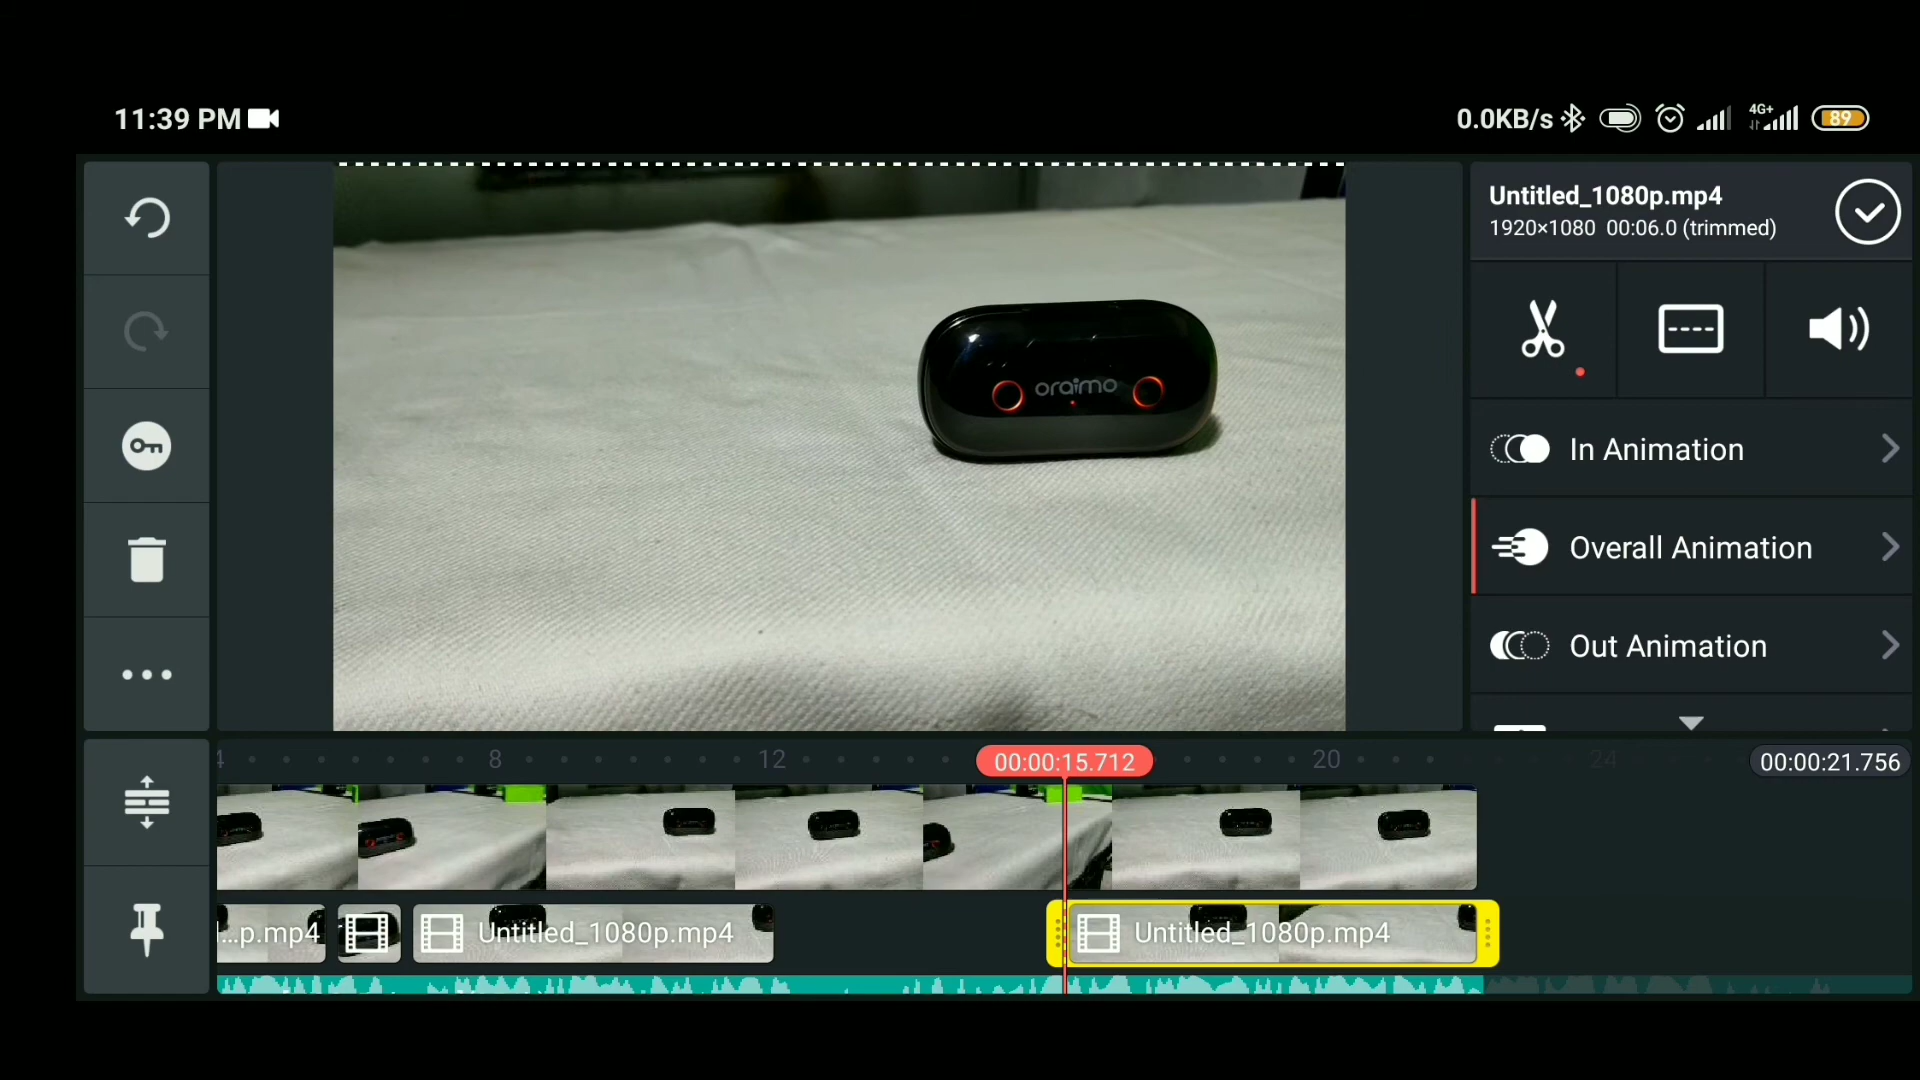 11:39 PM
0.0KB/s 4G+ 89
Untitled_1080p.mp4
1920×1080 00:06.0 (trimmed)
oraimo
In Animation
Overall Animation
Out Animation
4 8 12 00:00:15.712 20 24 00:00:21.756
...p.mp4 Untitled_1080p.mp4 Untitled_1080p.mp4